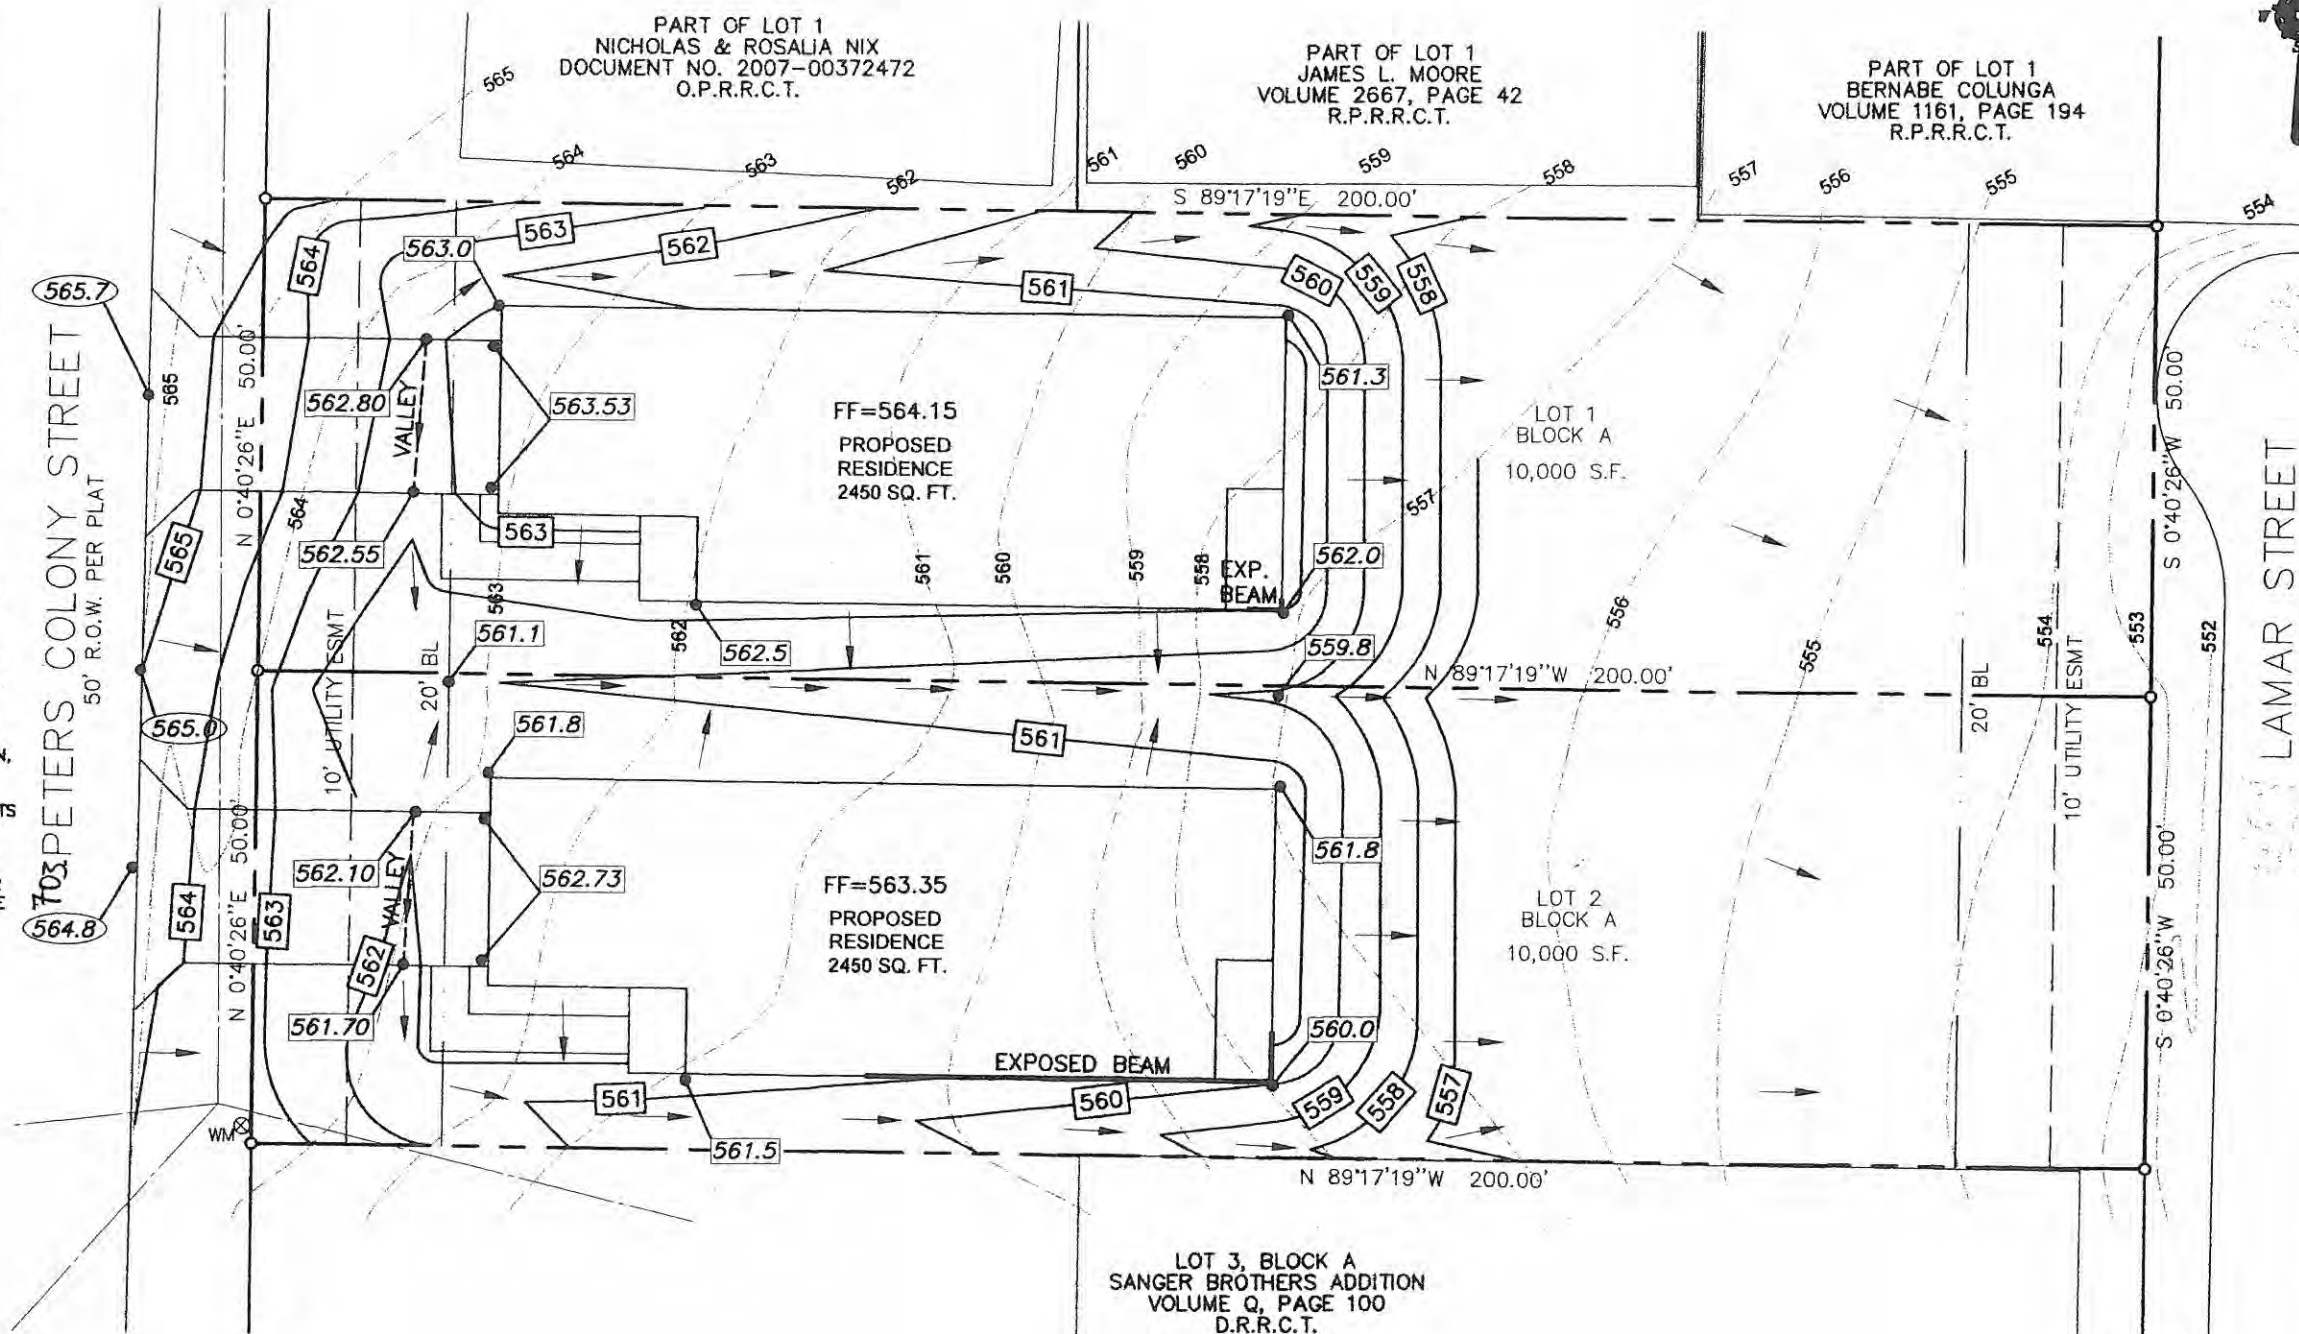 PART OF LOT 1
NICHOLAS & ROSALIA NIX
DOCUMENT NO. 2007-00372472
O.P.R.R.C.T.
PART OF LOT 1
JAMES L. MOORE
VOLUME 2667, PAGE 42
R.P.R.R.C.T.
PART OF LOT 1
BERNABE COLUNGA
VOLUME 1161, PAGE 194
R.P.R.R.C.T.
565
564
563
562
561
560
559
558
557
556
555
554
S 89°17'19"E 200.00'
564
563.0
563
562
561
560
559
558
565.7
565
562.80
VALLEY
563.53
561.3
FF=564.15
PROPOSED
RESIDENCE
2450 SQ. FT.
LOT 1
BLOCK A
10,000 S.F.
N 0°40'26"E 50.00'
S 0°40'26"W 50.00'
PETERS COLONY STREET
50' R.O.W. PER PLAT
703
LAMAR STREET
565
564
562.55
563
563
561
560
559
558
557
556
555
554
553
552
EXP.
BEAM
562.0
10' UTILITY ESMT
20' BL
561.1
562
562.5
559.8
N 89°17'19"W 200.00'
20' BL
10' UTILITY ESMT
565.0
561.8
561
TS
562.10
VALLEY
562.73
561.8
FF=563.35
PROPOSED
RESIDENCE
2450 SQ. FT.
LOT 2
BLOCK A
10,000 S.F.
N 0°40'26"E 50.00'
S 0°40'26"W 50.00'
564.8
564
563
562
561.70
560.0
EXPOSED BEAM
561
560
559
558
557
WM
561.5
N 89°17'19"W 200.00'
LOT 3, BLOCK A
SANGER BROTHERS ADDITION
VOLUME Q, PAGE 100
D.R.R.C.T.